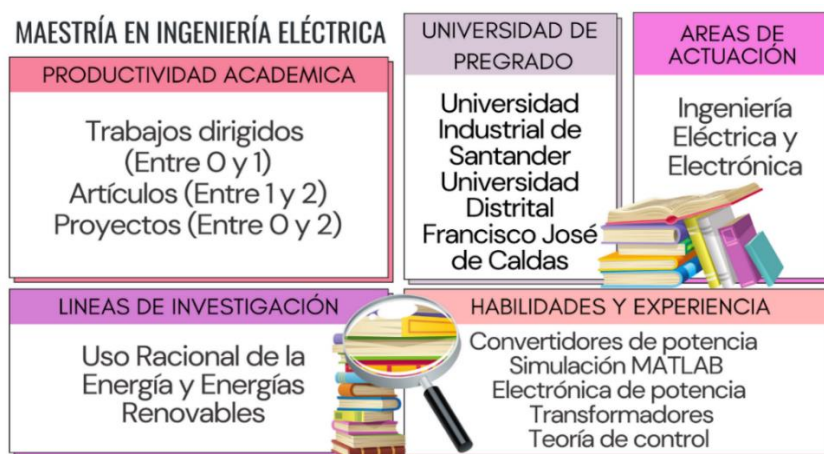 MAESTRÍA EN INGENIERÍA ELÉCTRICA
PRODUCTIVIDAD ACADEMICA
Trabajos dirigidos
(Entre 0 y 1)
Artículos (Entre 1 y 2)
Proyectos (Entre 0 y 2)
UNIVERSIDAD DE
PREGRADO
Universidad
Industrial de
Santander
Universidad
Distrital
Francisco José
de Caldas
AREAS DE
ACTUACIÓN
Ingeniería
Eléctrica y
Electrónica
LINEAS DE INVESTIGACIÓN
Uso Racional de la
Energía y Energías
Renovables
HABILIDADES Y EXPERIENCIA
Convertidores de potencia
Simulación MATLAB
Electrónica de potencia
Transformadores
Teoría de control